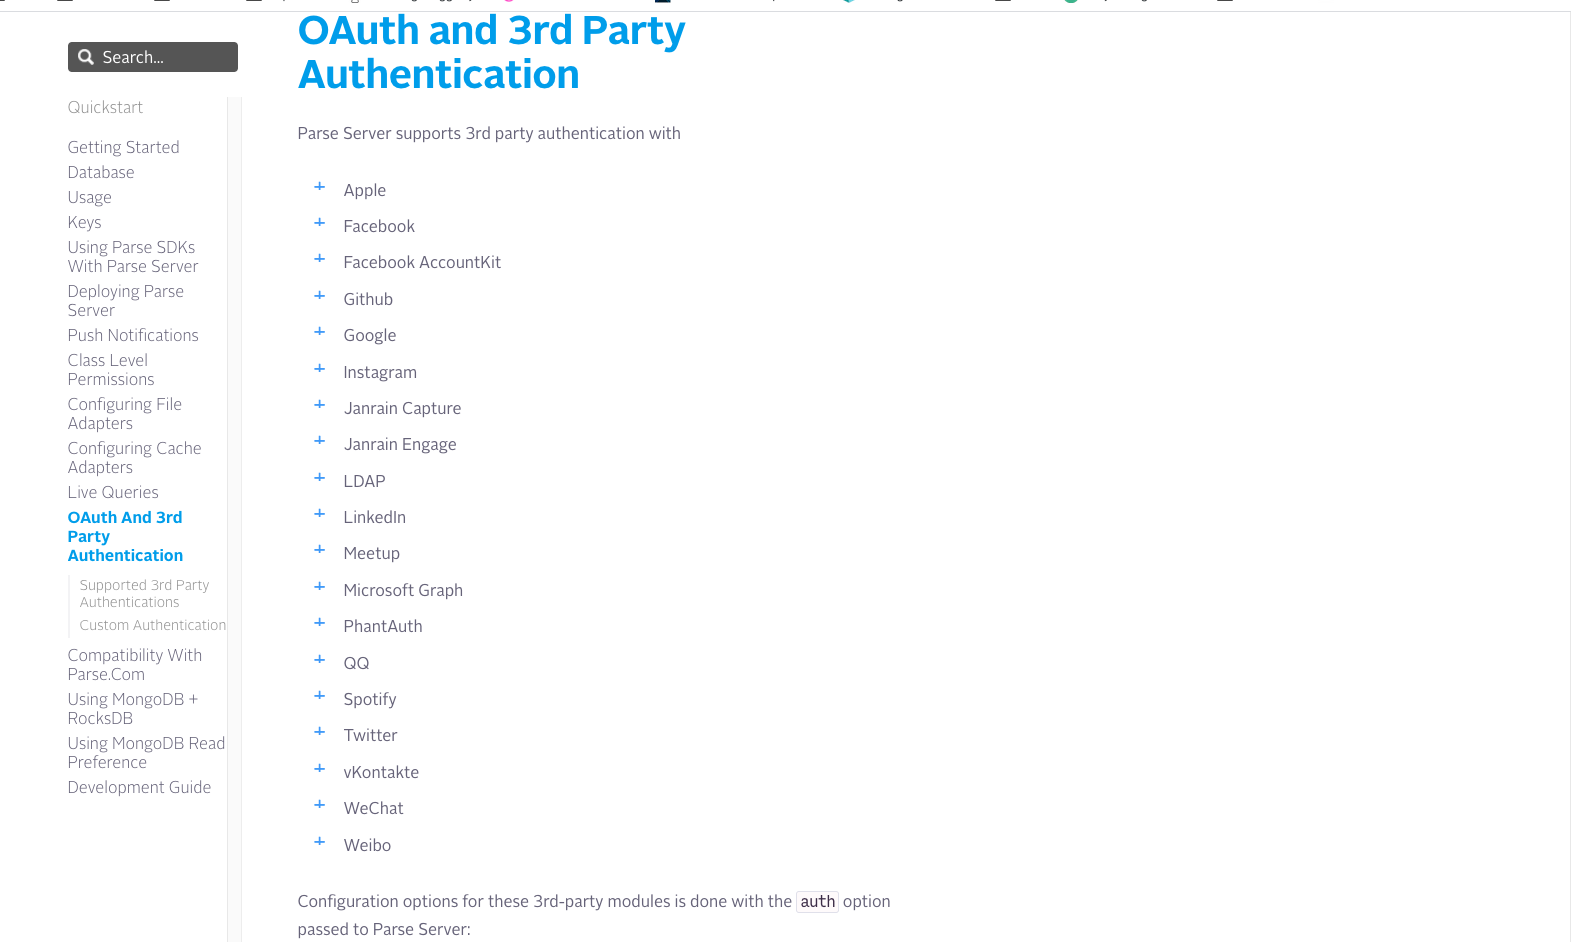 OAuth and 3rd Party
Authentication
Search...
Quickstart
Getting Started
Database
Usage
Keys
Using Parse SDKs
With Parse Server
Deploying Parse
Server
Push Notifications
Class Level
Permissions
Configuring File
Adapters
Configuring Cache
Adapters
Live Queries
OAuth And 3rd
Party
Authentication
Supported 3rd Party
Authentications
Custom Authentication
Compatibility With
Parse.Com
Using MongoDB +
RocksDB
Using MongoDB Read
Preference
Development Guide
Parse Server supports 3rd party authentication with
+ Apple
+ Facebook
+ Facebook AccountKit
+ Github
+ Google
+ Instagram
+ Janrain Capture
+ Janrain Engage
+ LDAP
+ LinkedIn
+ Meetup
+ Microsoft Graph
+ PhantAuth
+ QQ
+ Spotify
+ Twitter
+ vKontakte
+ WeChat
+ Weibo
Configuration options for these 3rd-party modules is done with the auth option
passed to Parse Server: